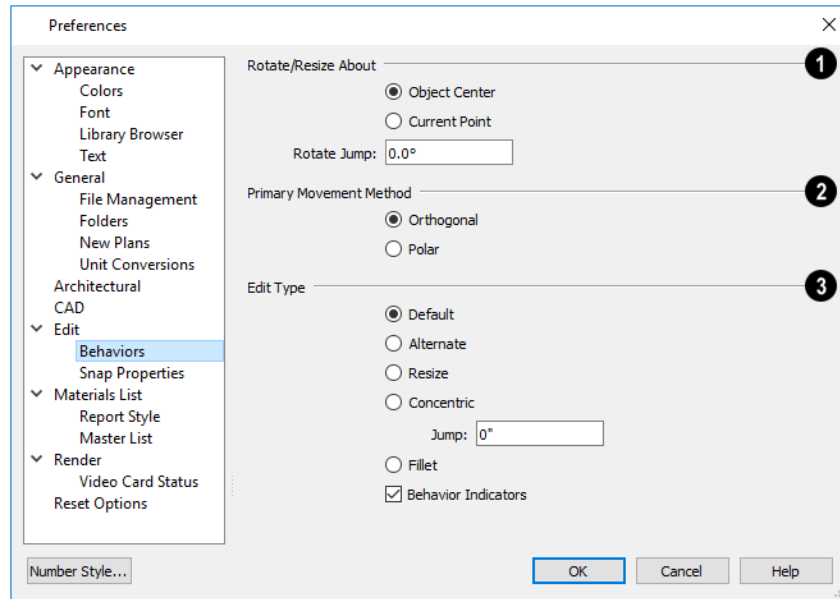 Preferences
Appearance
Colors
Font
Library Browser
Text
General
File Management
Folders
New Plans
Unit Conversions
Architectural
CAD
Edit
Behaviors
Snap Properties
Materials List
Report Style
Master List
Render
Video Card Status
Reset Options
Rotate/Resize About
1
Object Center
Current Point
Rotate Jump: 0.0°
Primary Movement Method
2
Orthogonal
Polar
Edit Type
3
Default
Alternate
Resize
Concentric
Jump: 0"
Fillet
Behavior Indicators
Number Style...
OK
Cancel
Help